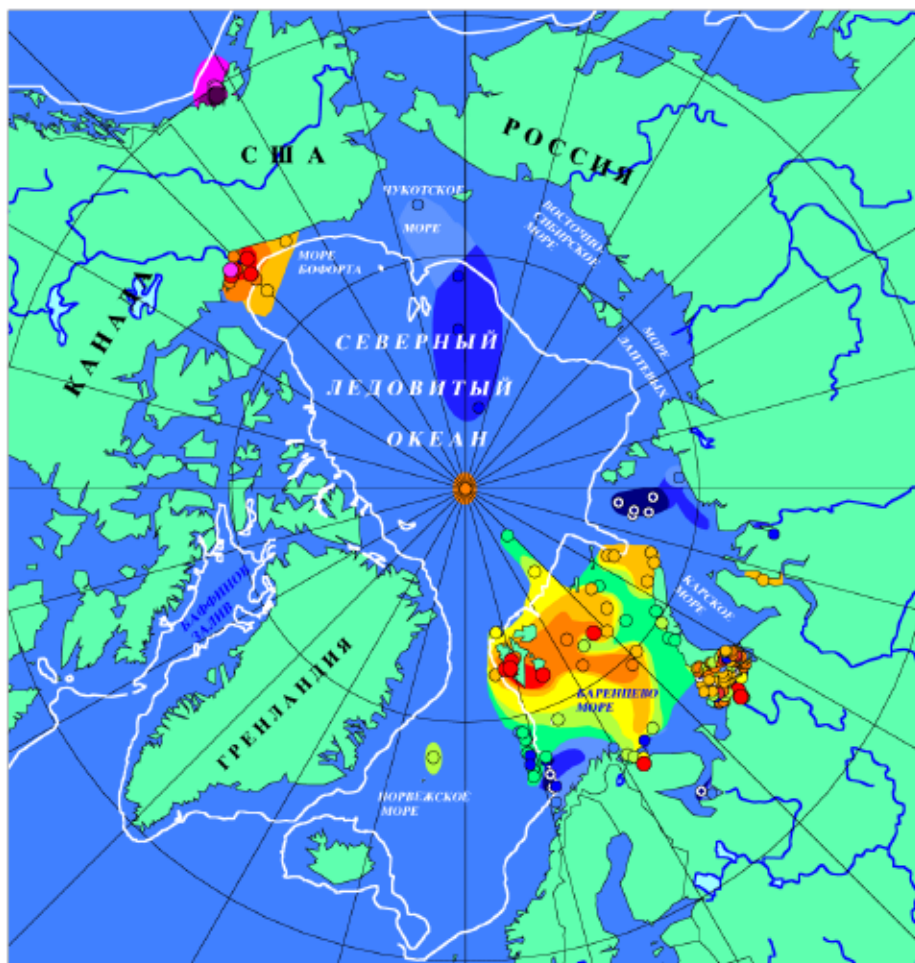 США
РОССИЯ
ЧУКОТСКОЕ
МОРЕ
ВОСТОЧНО
СИБИРСКОЕ
МОРЕ
МОРЕ
БОФОРТА
КАНАДА
МОРЕ
ЛАПТЕВЫХ
СЕВЕРНЫЙ
ЛЕДОВИТЫЙ
ОКЕАН
БАФФИНОВ
ЗАЛИВ
КАРСКОЕ
МОРЕ
ГРЕНЛАНДИЯ
БАРЕНЦЕВО
МОРЕ
НОРВЕЖСКОЕ
МОРЕ